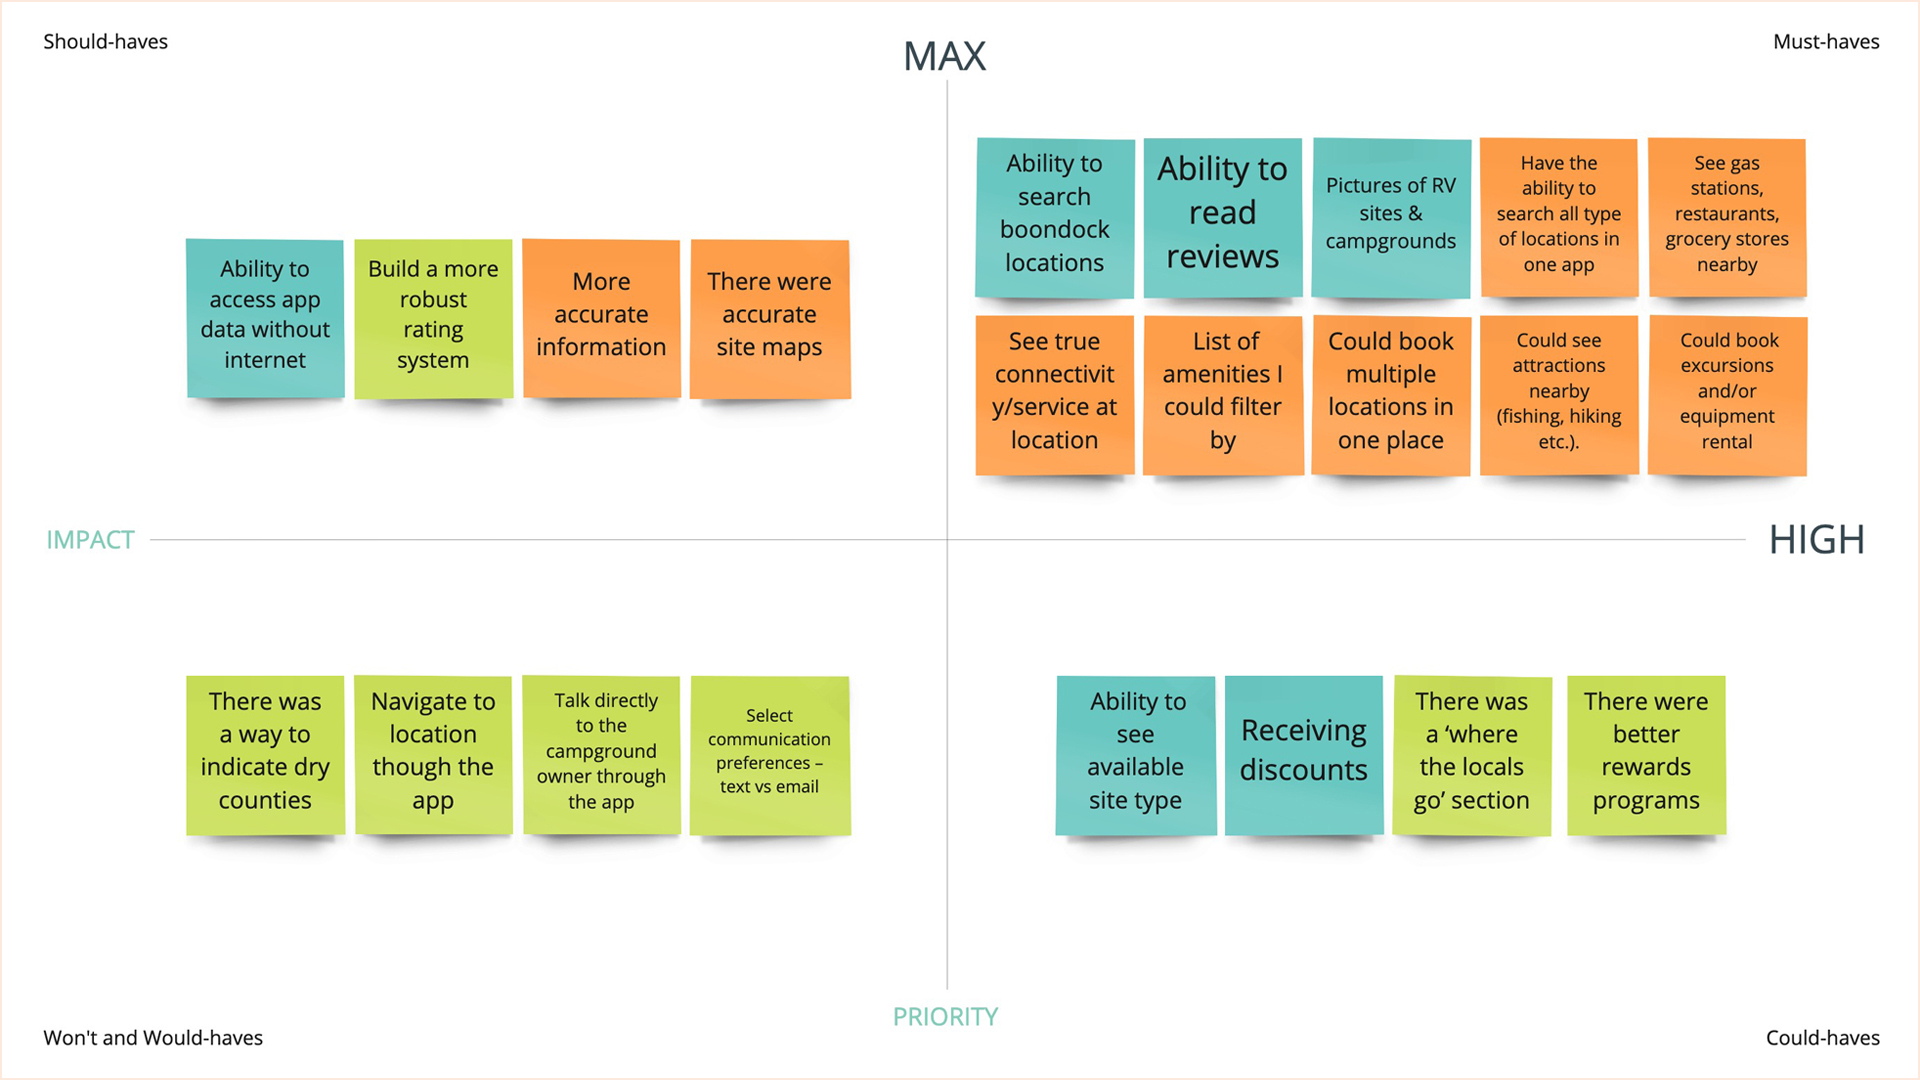 Should-haves
MAX
Must-haves
Ability to
search
boondock
locations
Ability to
read
reviews
Pictures of RV
sites &
campgrounds
Have the
ability to
search all type
of locations in
one app
See gas
stations,
restaurants,
grocery stores
nearby
Ability to
access app
data without
internet
Build a more
robust
rating
system
More
accurate
information
There were
accurate
site maps
See true
connectivit
y/service at
location
List of
amenities I
could filter
by
Could book
multiple
locations in
one place
Could see
attractions
nearby
(fishing, hiking
etc.).
Could book
excursions
and/or
equipment
rental
IMPACT
HIGH
There was
a way to
indicate dry
counties
Navigate to
location
though the
app
Talk directly
to the
campground
owner through
the app
Select
communication
preferences –
text vs email
Ability to
see
available
site type
Receiving
discounts
There was
a ‘where
the locals
go’ section
There were
better
rewards
programs
PRIORITY
Won't and Would-haves
Could-haves